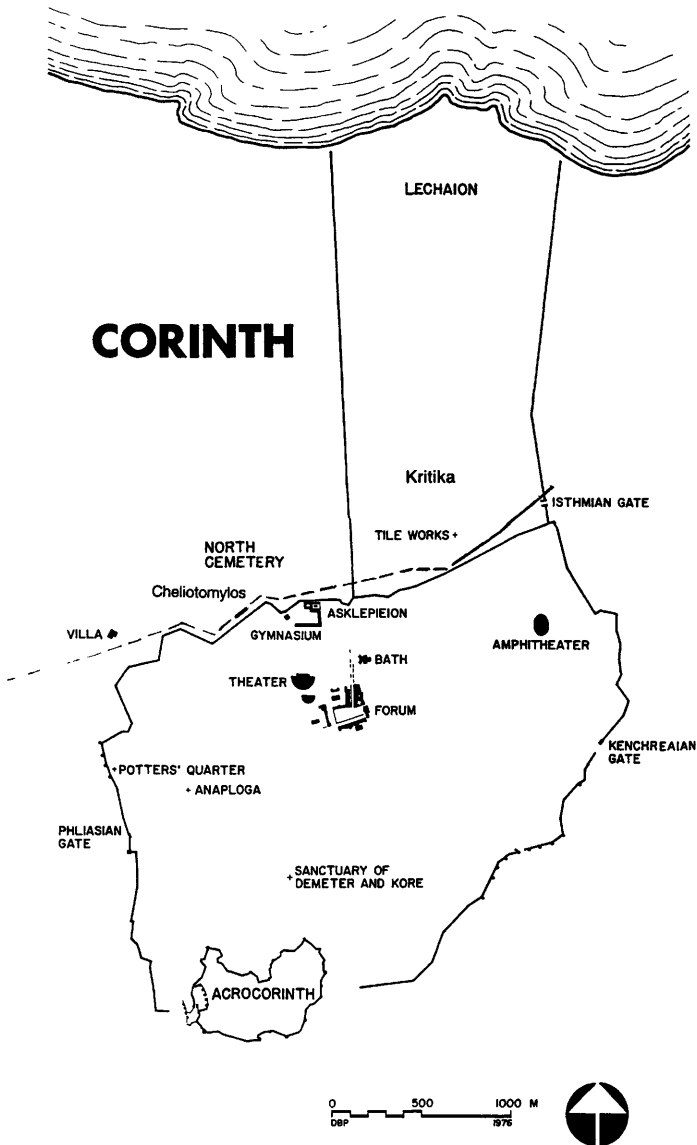 LECHAION
CORINTH
Kritika
ISTHMIAN GATE
TILE WORKS
NORTH
CEMETERY
Cheliotomylos
ASKLEPIEION
VILLA
GYMNASIUM
AMPHITHEATER
BATH
THEATER
FORUM
KENCHREAIAN
GATE
POTTERS' QUARTER
ANAPLOGA
PHLIASIAN
GATE
SANCTUARY OF
DEMETER AND KORE
ACROCORINTH
0 500 1000 M
DBP 1976